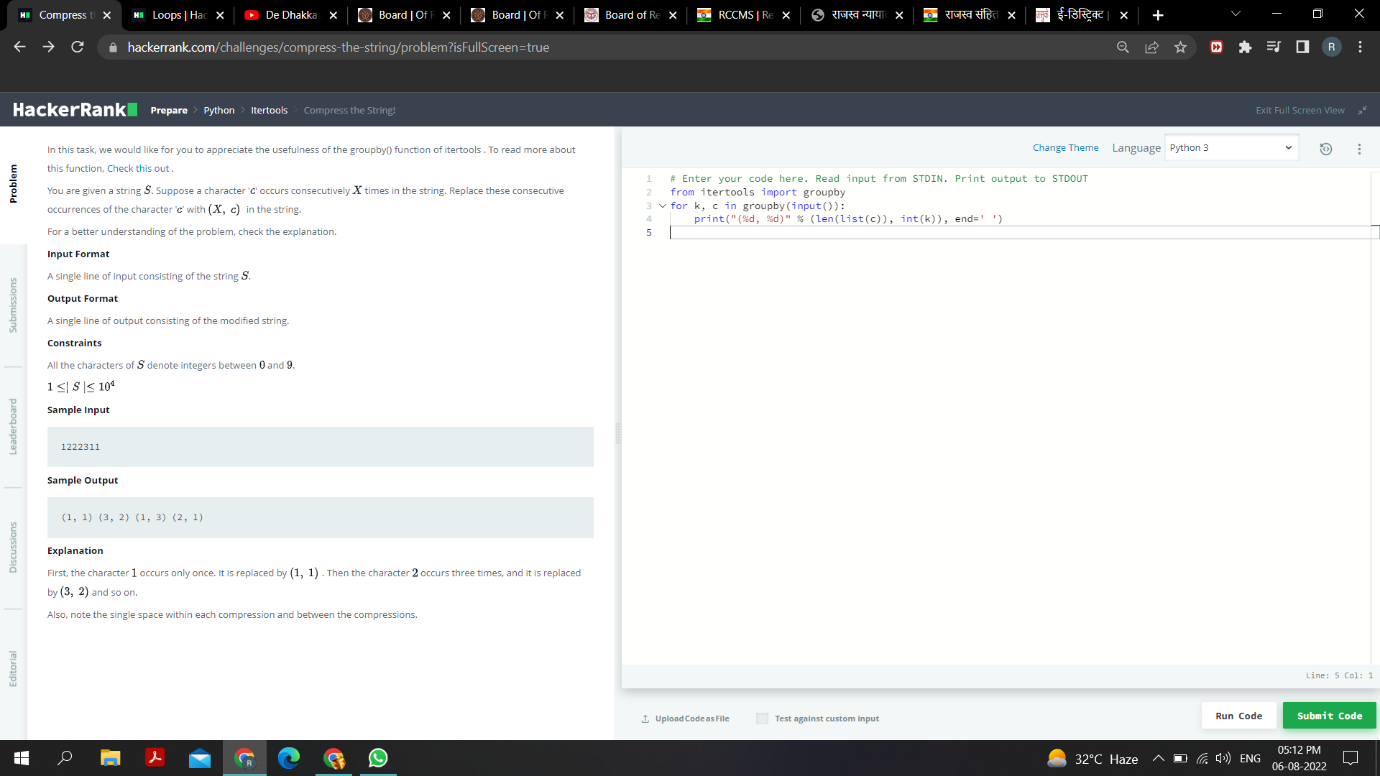 Compress t
Loops | Hac
De Dhakka
Board | Of R
Board | Of R
Board of Re
RCCMS | Re
राजस्व न्याया
राजस्व संहित
ई-डिस्ट्रिक्ट |
hackerrank.com/challenges/compress-the-string/problem?isFullScreen=true
R
HackerRank
Prepare > Python > Itertools > Compress the String!
Exit Full Screen View
Problem
Submissions
Leaderboard
Discussions
Editorial
In this task, we would like for you to appreciate the usefulness of the groupby() function of itertools . To read more about
this function, Check this out .
You are given a string S. Suppose a character 'c' occurs consecutively X times in the string. Replace these consecutive
occurrences of the character 'c' with (X, c) in the string.
For a better understanding of the problem, check the explanation.
Input Format
A single line of input consisting of the string S.
Output Format
A single line of output consisting of the modified string.
Constraints
All the characters of S denote integers between 0 and 9.
1 ≤| S |≤ 10⁴
Sample Input
1222311
Sample Output
(1, 1) (3, 2) (1, 3) (2, 1)
Explanation
First, the character 1 occurs only once. It is replaced by (1, 1) . Then the character 2 occurs three times, and it is replaced
by (3, 2) and so on.
Also, note the single space within each compression and between the compressions.
Change Theme
Language
Python 3
1 # Enter your code here. Read input from STDIN. Print output to STDOUT
2 from itertools import groupby
3 for k, c in groupby(input()):
4 print("(%d, %d)" % (len(list(c)), int(k)), end=' ')
5
Line: 5 Col: 1
Upload Code as File
Test against custom input
Run Code
Submit Code
32°C Haze
ENG
05:12 PM
06-08-2022